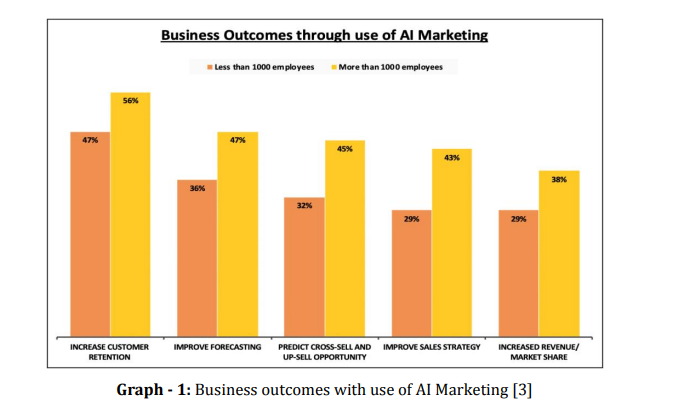 Business Outcomes through use of AI Marketing
Less than 1000 employees More than 1000 employees
56%
47%
47%
45%
43%
36%
38%
32%
29%
29%
INCREASE CUSTOMER RETENTION
IMPROVE FORECASTING
PREDICT CROSS-SELL AND UP-SELL OPPORTUNITY
IMPROVE SALES STRATEGY
INCREASED REVENUE/ MARKET SHARE
Graph - 1: Business outcomes with use of AI Marketing [3]